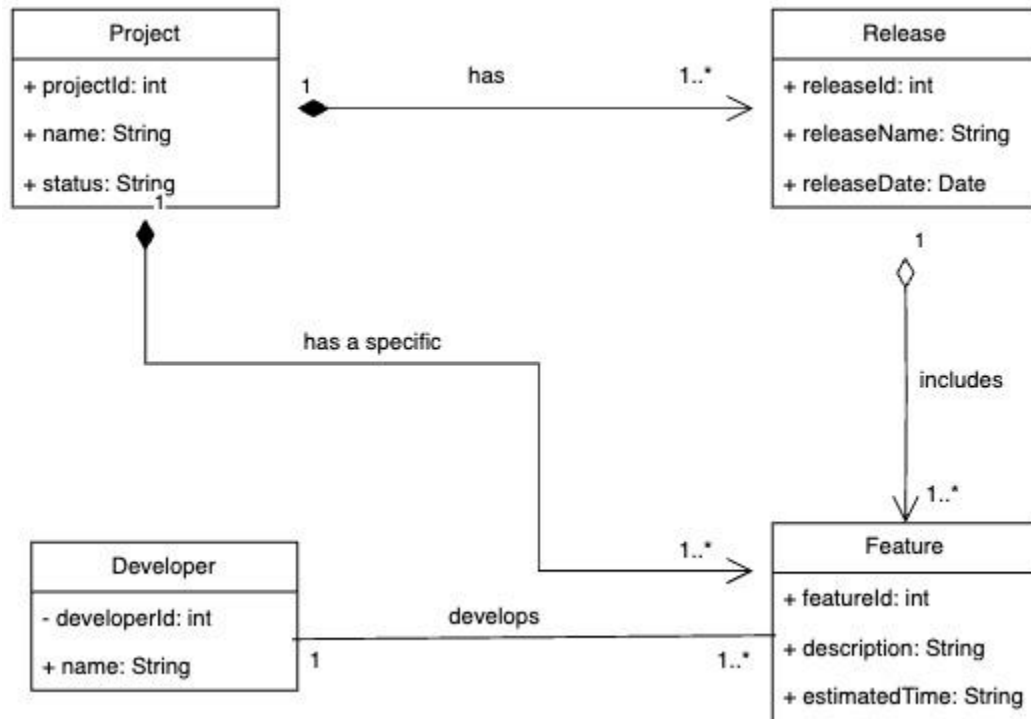 Project
+ projectId: int
+ name: String
+ status: String
1
1
has
1..*
Release
+ releaseId: int
+ releaseName: String
+ releaseDate: Date
1
includes
1..*
has a specific
1..*
Developer
- developerId: int
+ name: String
1
develops
1..*
Feature
+ featureId: int
+ description: String
+ estimatedTime: String